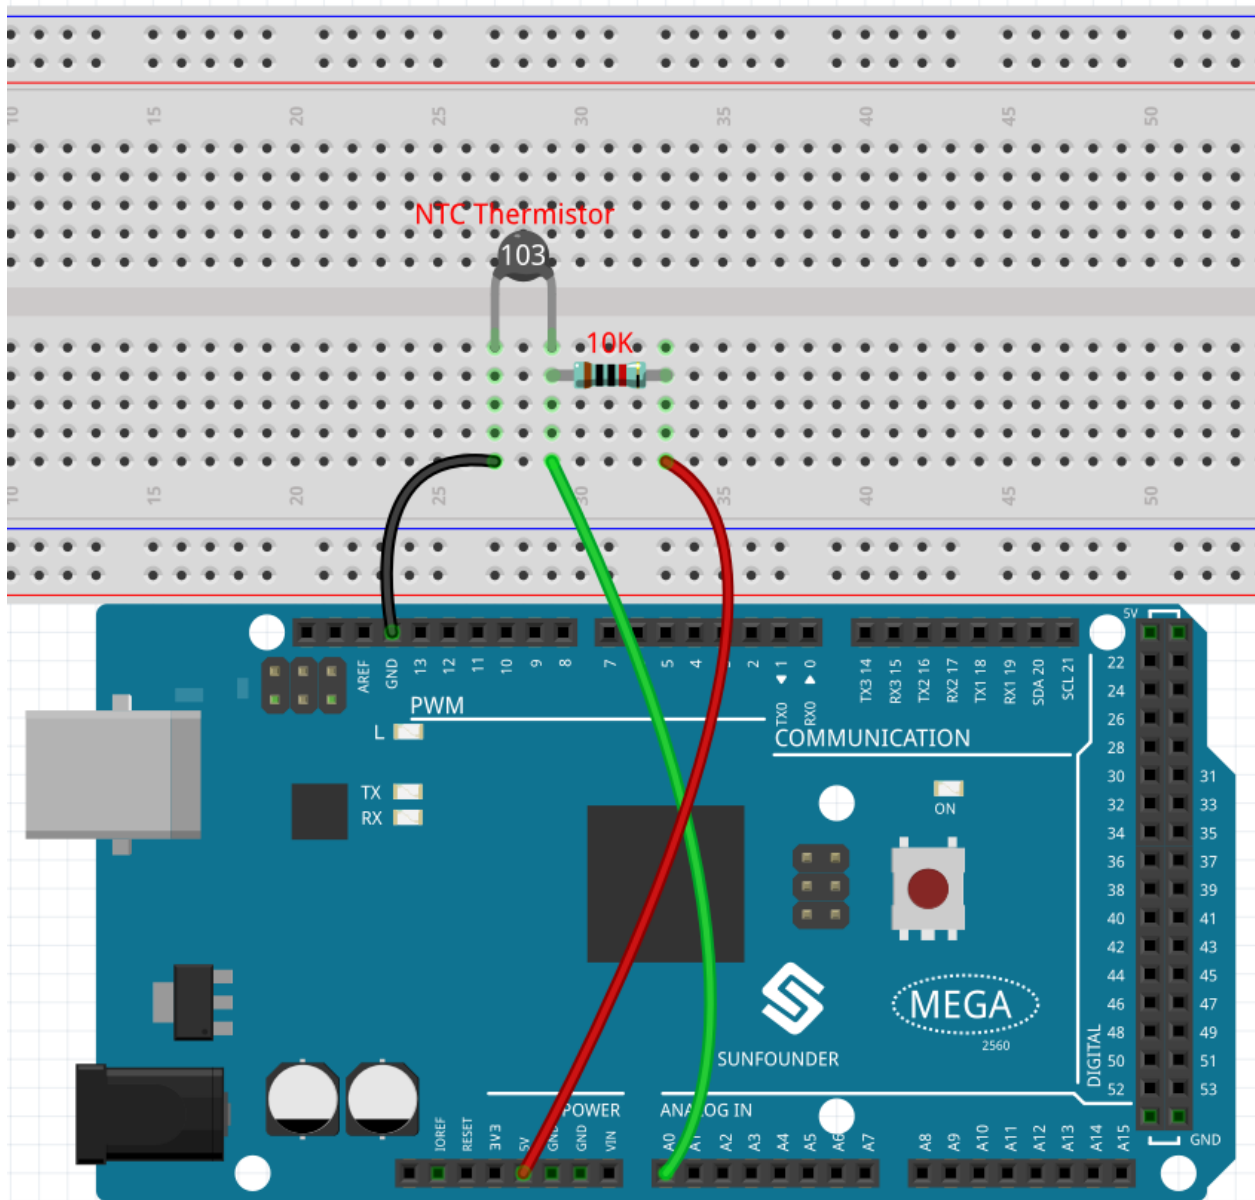 10 15 20 25 30 35 40 45 50
NTC Thermistor
103
10K
10 15 20 25 30 35 40 45 50
5V
AREF GND 13 12 11 10 9 8 7 5 4 3 2 1 0 TX3 14 RX3 15 TX2 16 RX2 17 TX1 18 RX1 19 SDA 20 SCL 21
TX0 RX0
PWM
COMMUNICATION
L
TX
RX
ON
22
24
26
28
30 31
32 33
34 35
36 37
38 39
40 41
42 43
44 45
46 47
48 49
50 51
52 53
DIGITAL
MEGA
2560
SUNFOUNDER
POWER
ANALOG IN
IOREF RESET 3V3 5V GND GND VIN A0 A1 A2 A3 A4 A5 A6 A7 A8 A9 A10 A11 A12 A13 A14 A15
GND